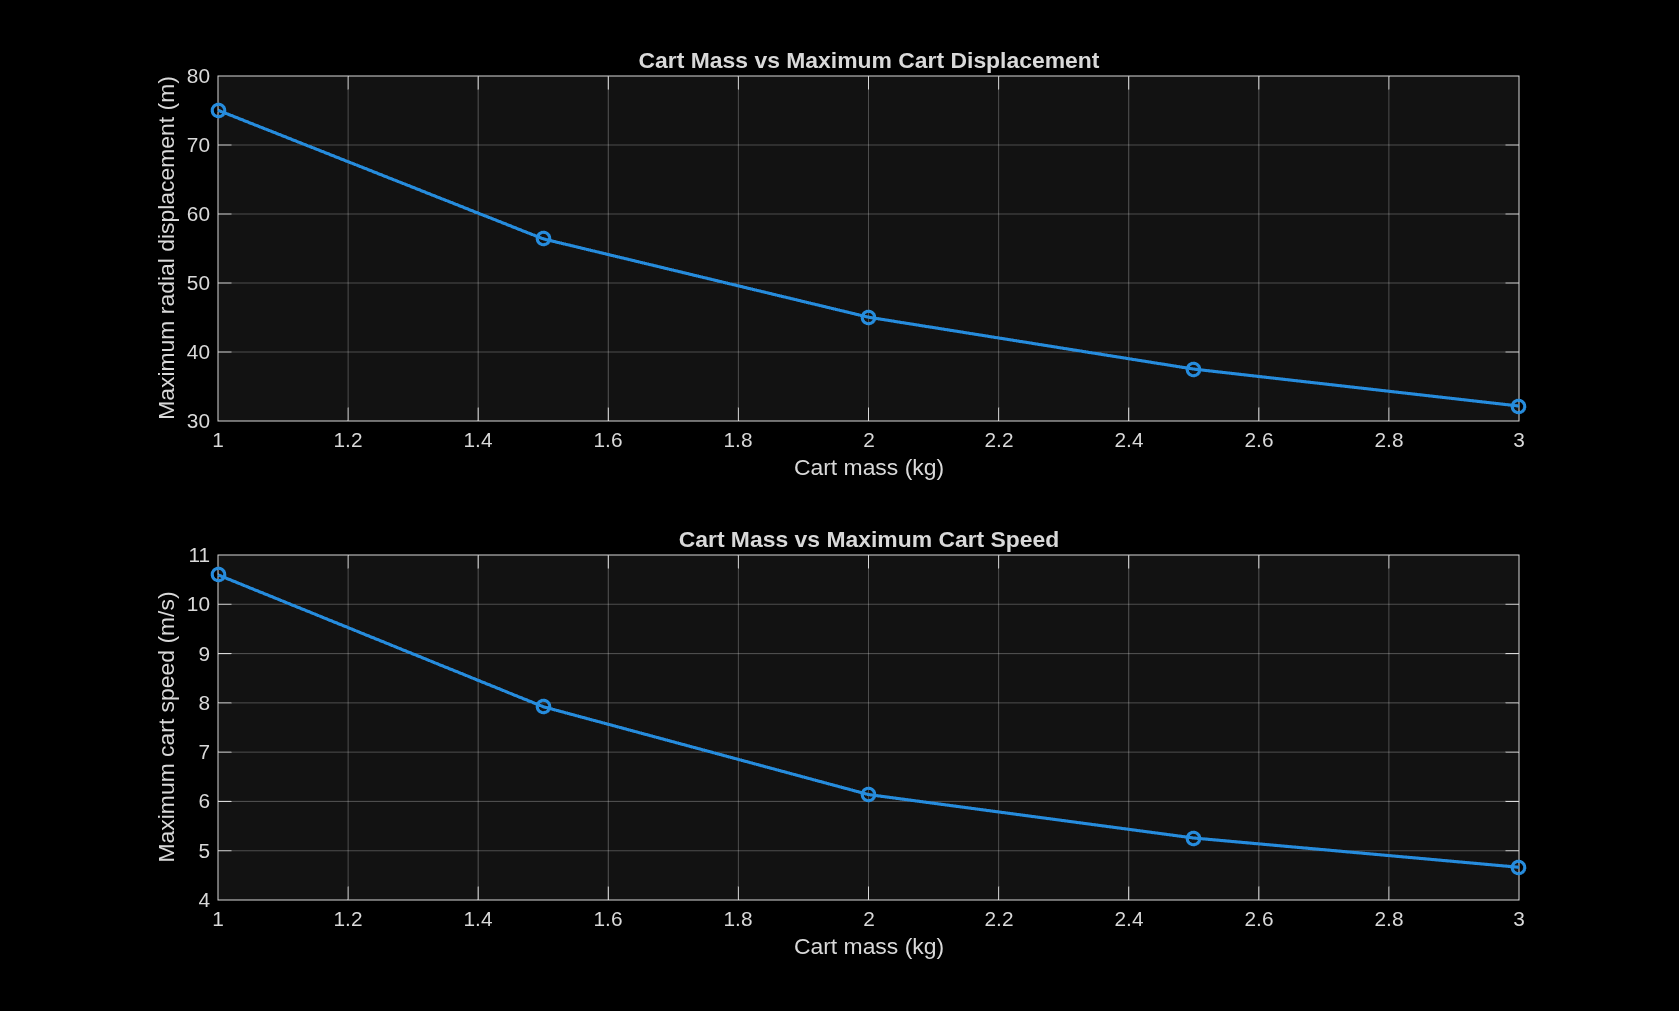 Cart Mass vs Maximum Cart Displacement
Maximum radial displacement (m)
80
70
60
50
40
30
1 1.2 1.4 1.6 1.8 2 2.2 2.4 2.6 2.8 3
Cart mass (kg)
Cart Mass vs Maximum Cart Speed
Maximum cart speed (m/s)
11
10
9
8
7
6
5
4
1 1.2 1.4 1.6 1.8 2 2.2 2.4 2.6 2.8 3
Cart mass (kg)